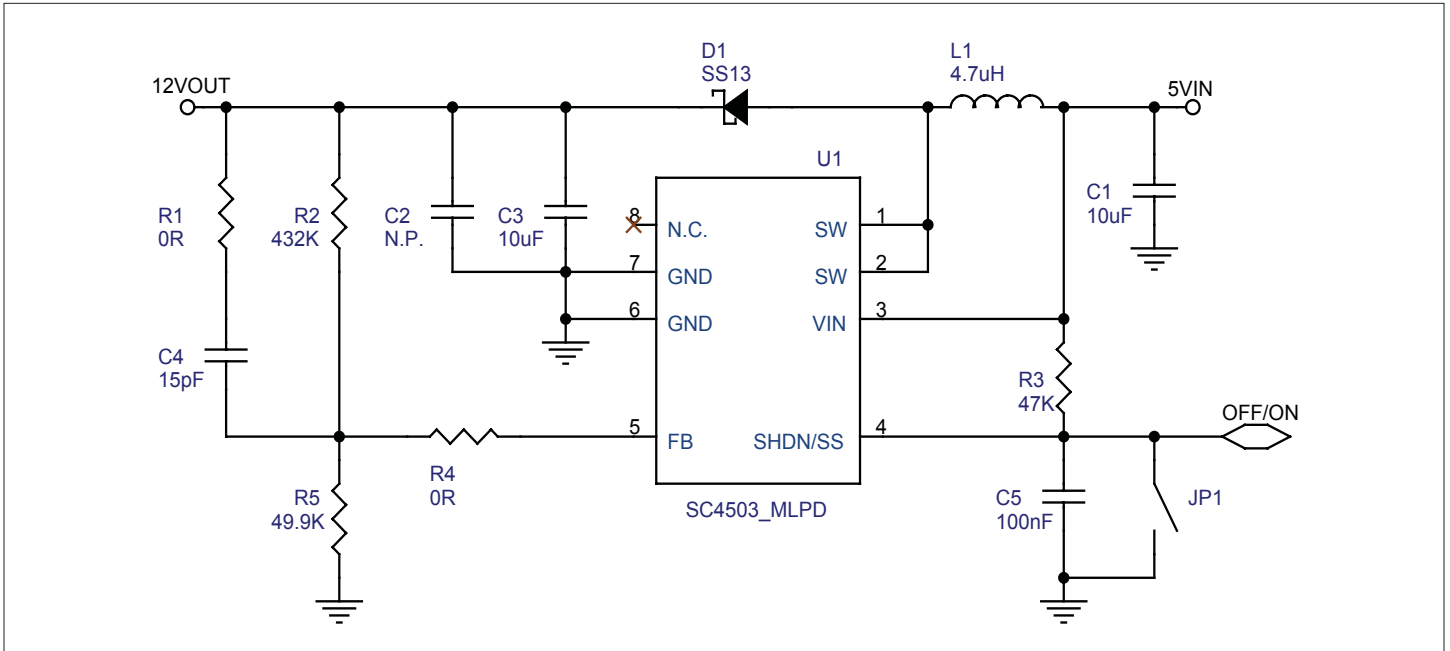 D1
SS13
L1
4.7uH
12VOUT
5VIN
U1
R1
0R
R2
432K
C2
N.P.
C3
10uF
C1
10uF
8
N.C.
SW
1
7
GND
SW
2
6
GND
VIN
3
C4
15pF
R3
47K
OFF/ON
5
FB
SHDN/SS
4
R4
0R
R5
49.9K
SC4503_MLPD
C5
100nF
JP1